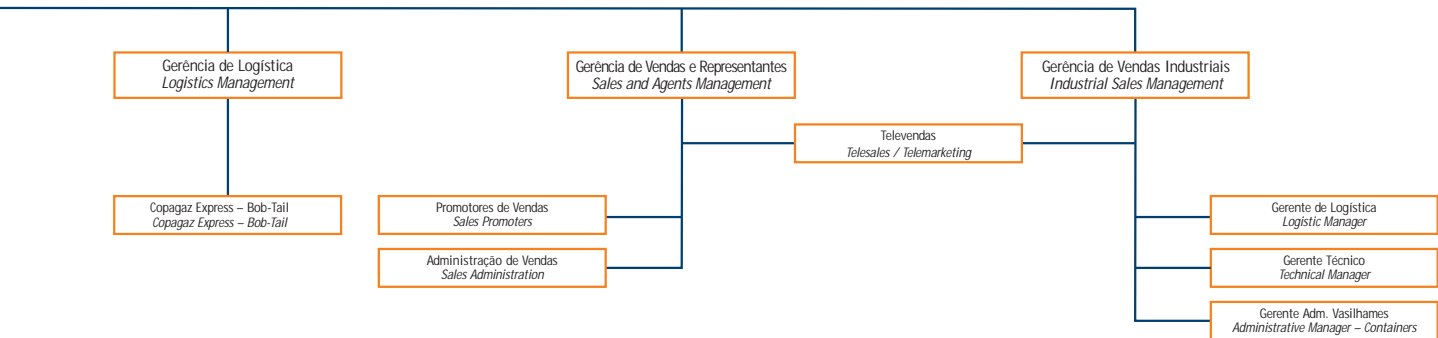 Gerência de Logística
Logistics Management
Gerência de Vendas e Representantes
Sales and Agents Management
Gerência de Vendas Industriais
Industrial Sales Management
Televendas
Telesales / Telemarketing
Copagaz Express – Bob-Tail
Copagaz Express – Bob-Tail
Promotores de Vendas
Sales Promoters
Gerente de Logística
Logistic Manager
Administração de Vendas
Sales Administration
Gerente Técnico
Technical Manager
Gerente Adm. Vasilhames
Administrative Manager – Containers